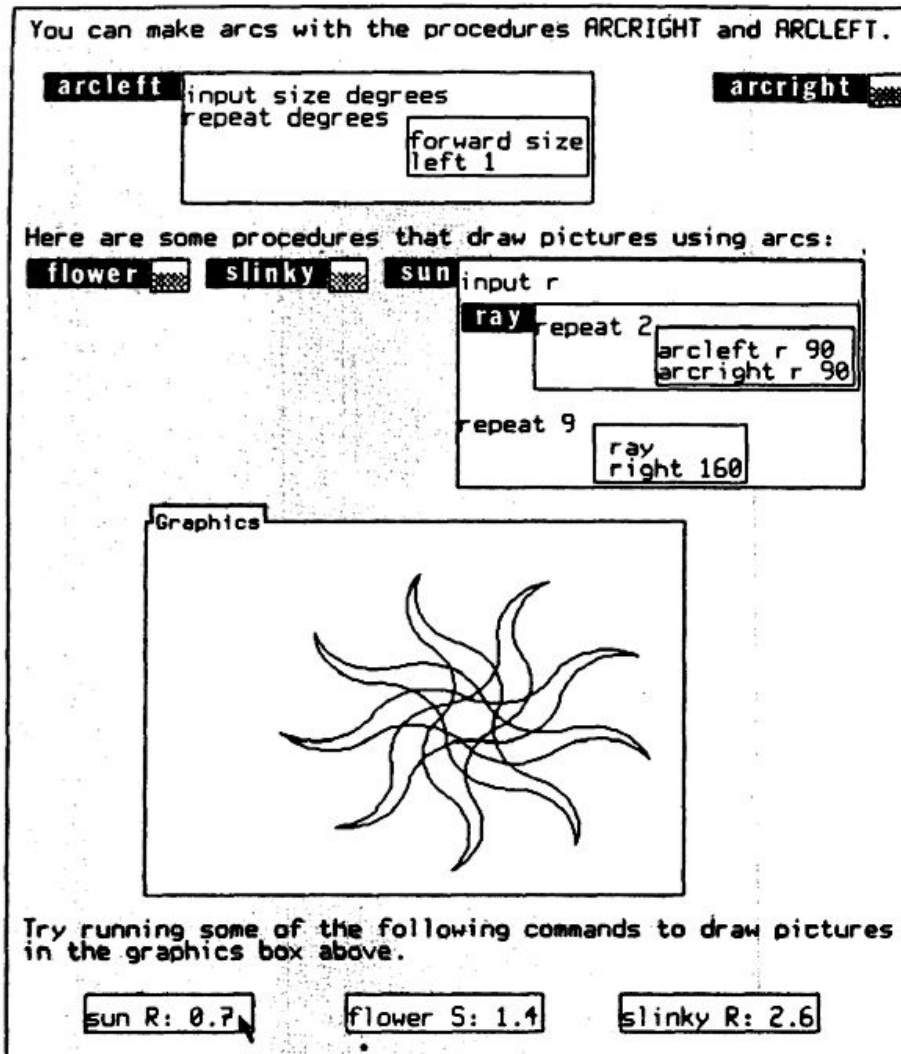 You can make arcs with the procedures ARCRIGHT and ARCLEFT.
arcleft
input size degrees
repeat degrees
forward size
left 1
arcright
Here are some procedures that draw pictures using arcs:
flower
slinky
sun
input r
ray
repeat 2
arcleft r 90
arcright r 90
repeat 9
ray
right 160
Graphics
Try running some of the following commands to draw pictures
in the graphics box above.
sun R: 0.7
flower S: 1.4
slinky R: 2.6